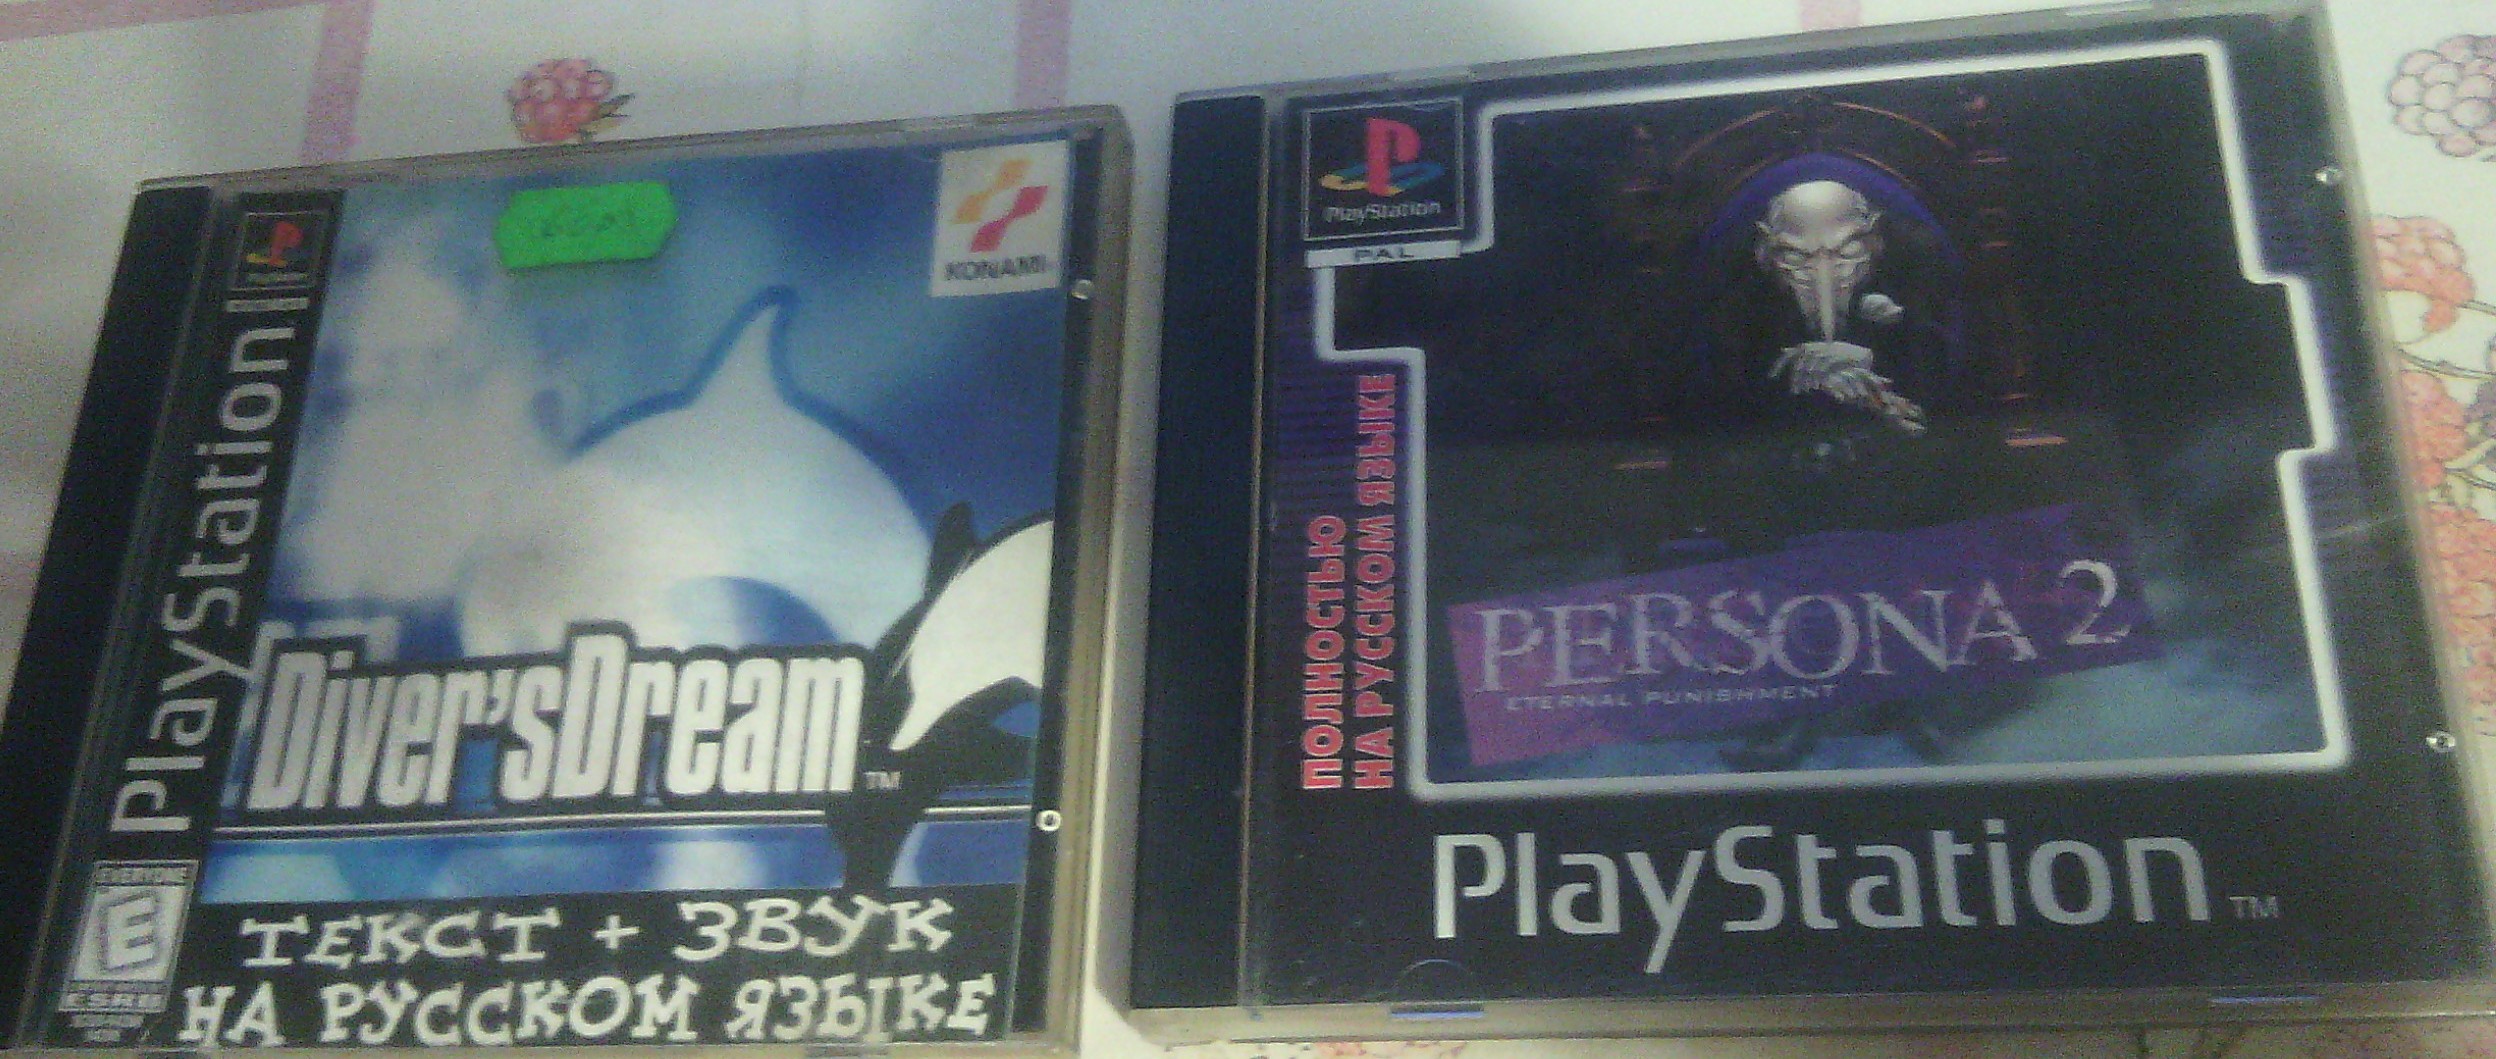 PlayStation
KONAMI
Diver'sDream
TM
EVERYONE
E
ESRB
ТЕКСТ + ЗВУК
НА РУССКОМ ЯЗЫКЕ
PlayStation
PAL
ПОЛНОСТЬЮ
НА РУССКОМ ЯЗЫКЕ
PERSONA 2
ETERNAL PUNISHMENT
PlayStation
TM